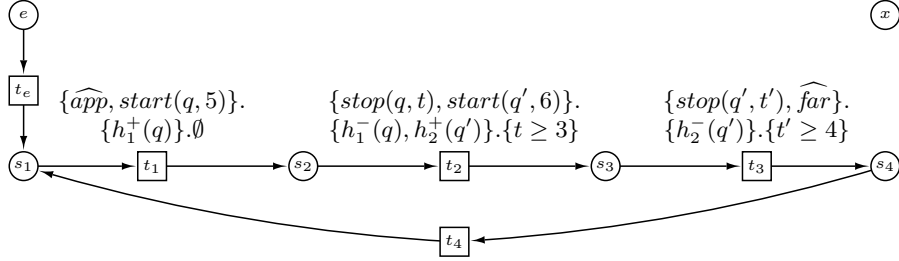 e
x
t_e
{\widehat{app}, start(q, 5)}.
{h_1^+(q)}.∅
{stop(q, t), start(q′, 6)}.
{h_1^-(q), h_2^+(q′)}.{t ≥ 3}
{stop(q′, t′), \widehat{far}}.
{h_2^-(q′)}.{t′ ≥ 4}
s_1 t_1 s_2 t_2 s_3 t_3 s_4
t_4